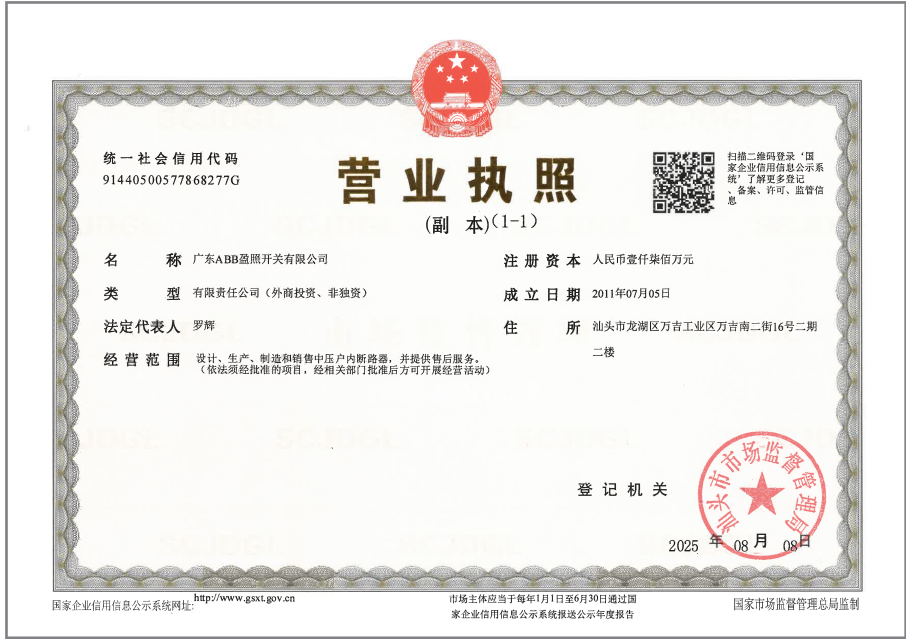 统一社会信用代码
91440500577868277G
营业执照
(副 本)(1-1)
扫描二维码登录‘国
家企业信用信息公示系
统’了解更多登记
、备案、许可、监管信
息
名 称 广东ABB盈照开关有限公司
注册资本 人民币壹仟柒佰万元
类 型 有限责任公司（外商投资、非独资）
成立日期 2011年07月05日
法定代表人 罗辉
住 所 汕头市龙湖区万吉工业区万吉南二街16号二期
二楼
经营范围 设计、生产、制造和销售中压户内断路器，并提供售后服务。
（依法须经批准的项目，经相关部门批准后方可开展经营活动）
登记机关
汕头市市场监督管理局
2025 年 08 月 08 日
国家企业信用信息公示系统网址:http://www.gsxt.gov.cn
市场主体应当于每年1月1日至6月30日通过国
家企业信用信息公示系统报送公示年度报告
国家市场监督管理总局监制